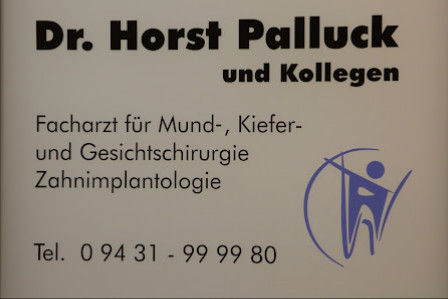 Dr. Horst Palluck
und Kollegen
Facharzt für Mund-, Kiefer-
und Gesichtschirurgie
Zahnimplantologie
Tel. 0 94 31 - 99 99 80